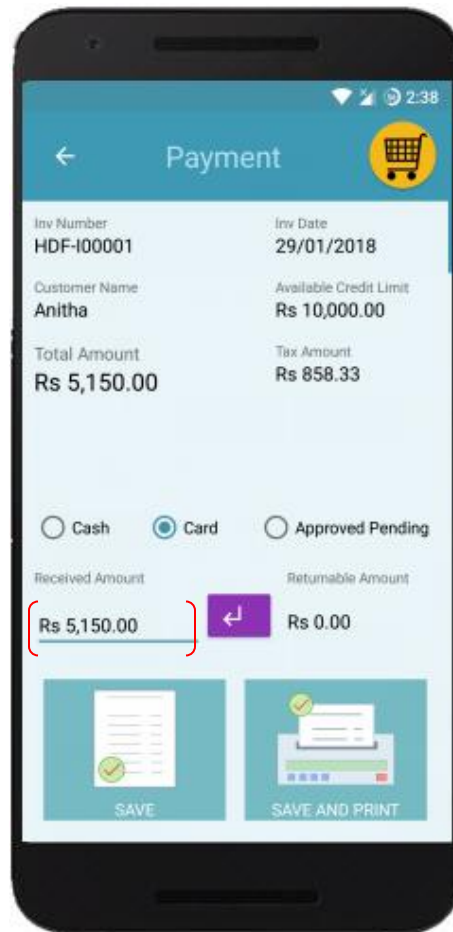 2:38
Payment
Inv Number
Inv Date
HDF-I00001
29/01/2018
Customer Name
Available Credit Limit
Anitha
Rs 10,000.00
Total Amount
Tax Amount
Rs 5,150.00
Rs 858.33
Cash
Card
Approved Pending
Received Amount
Returnable Amount
Rs 5,150.00
Rs 0.00
SAVE
SAVE AND PRINT